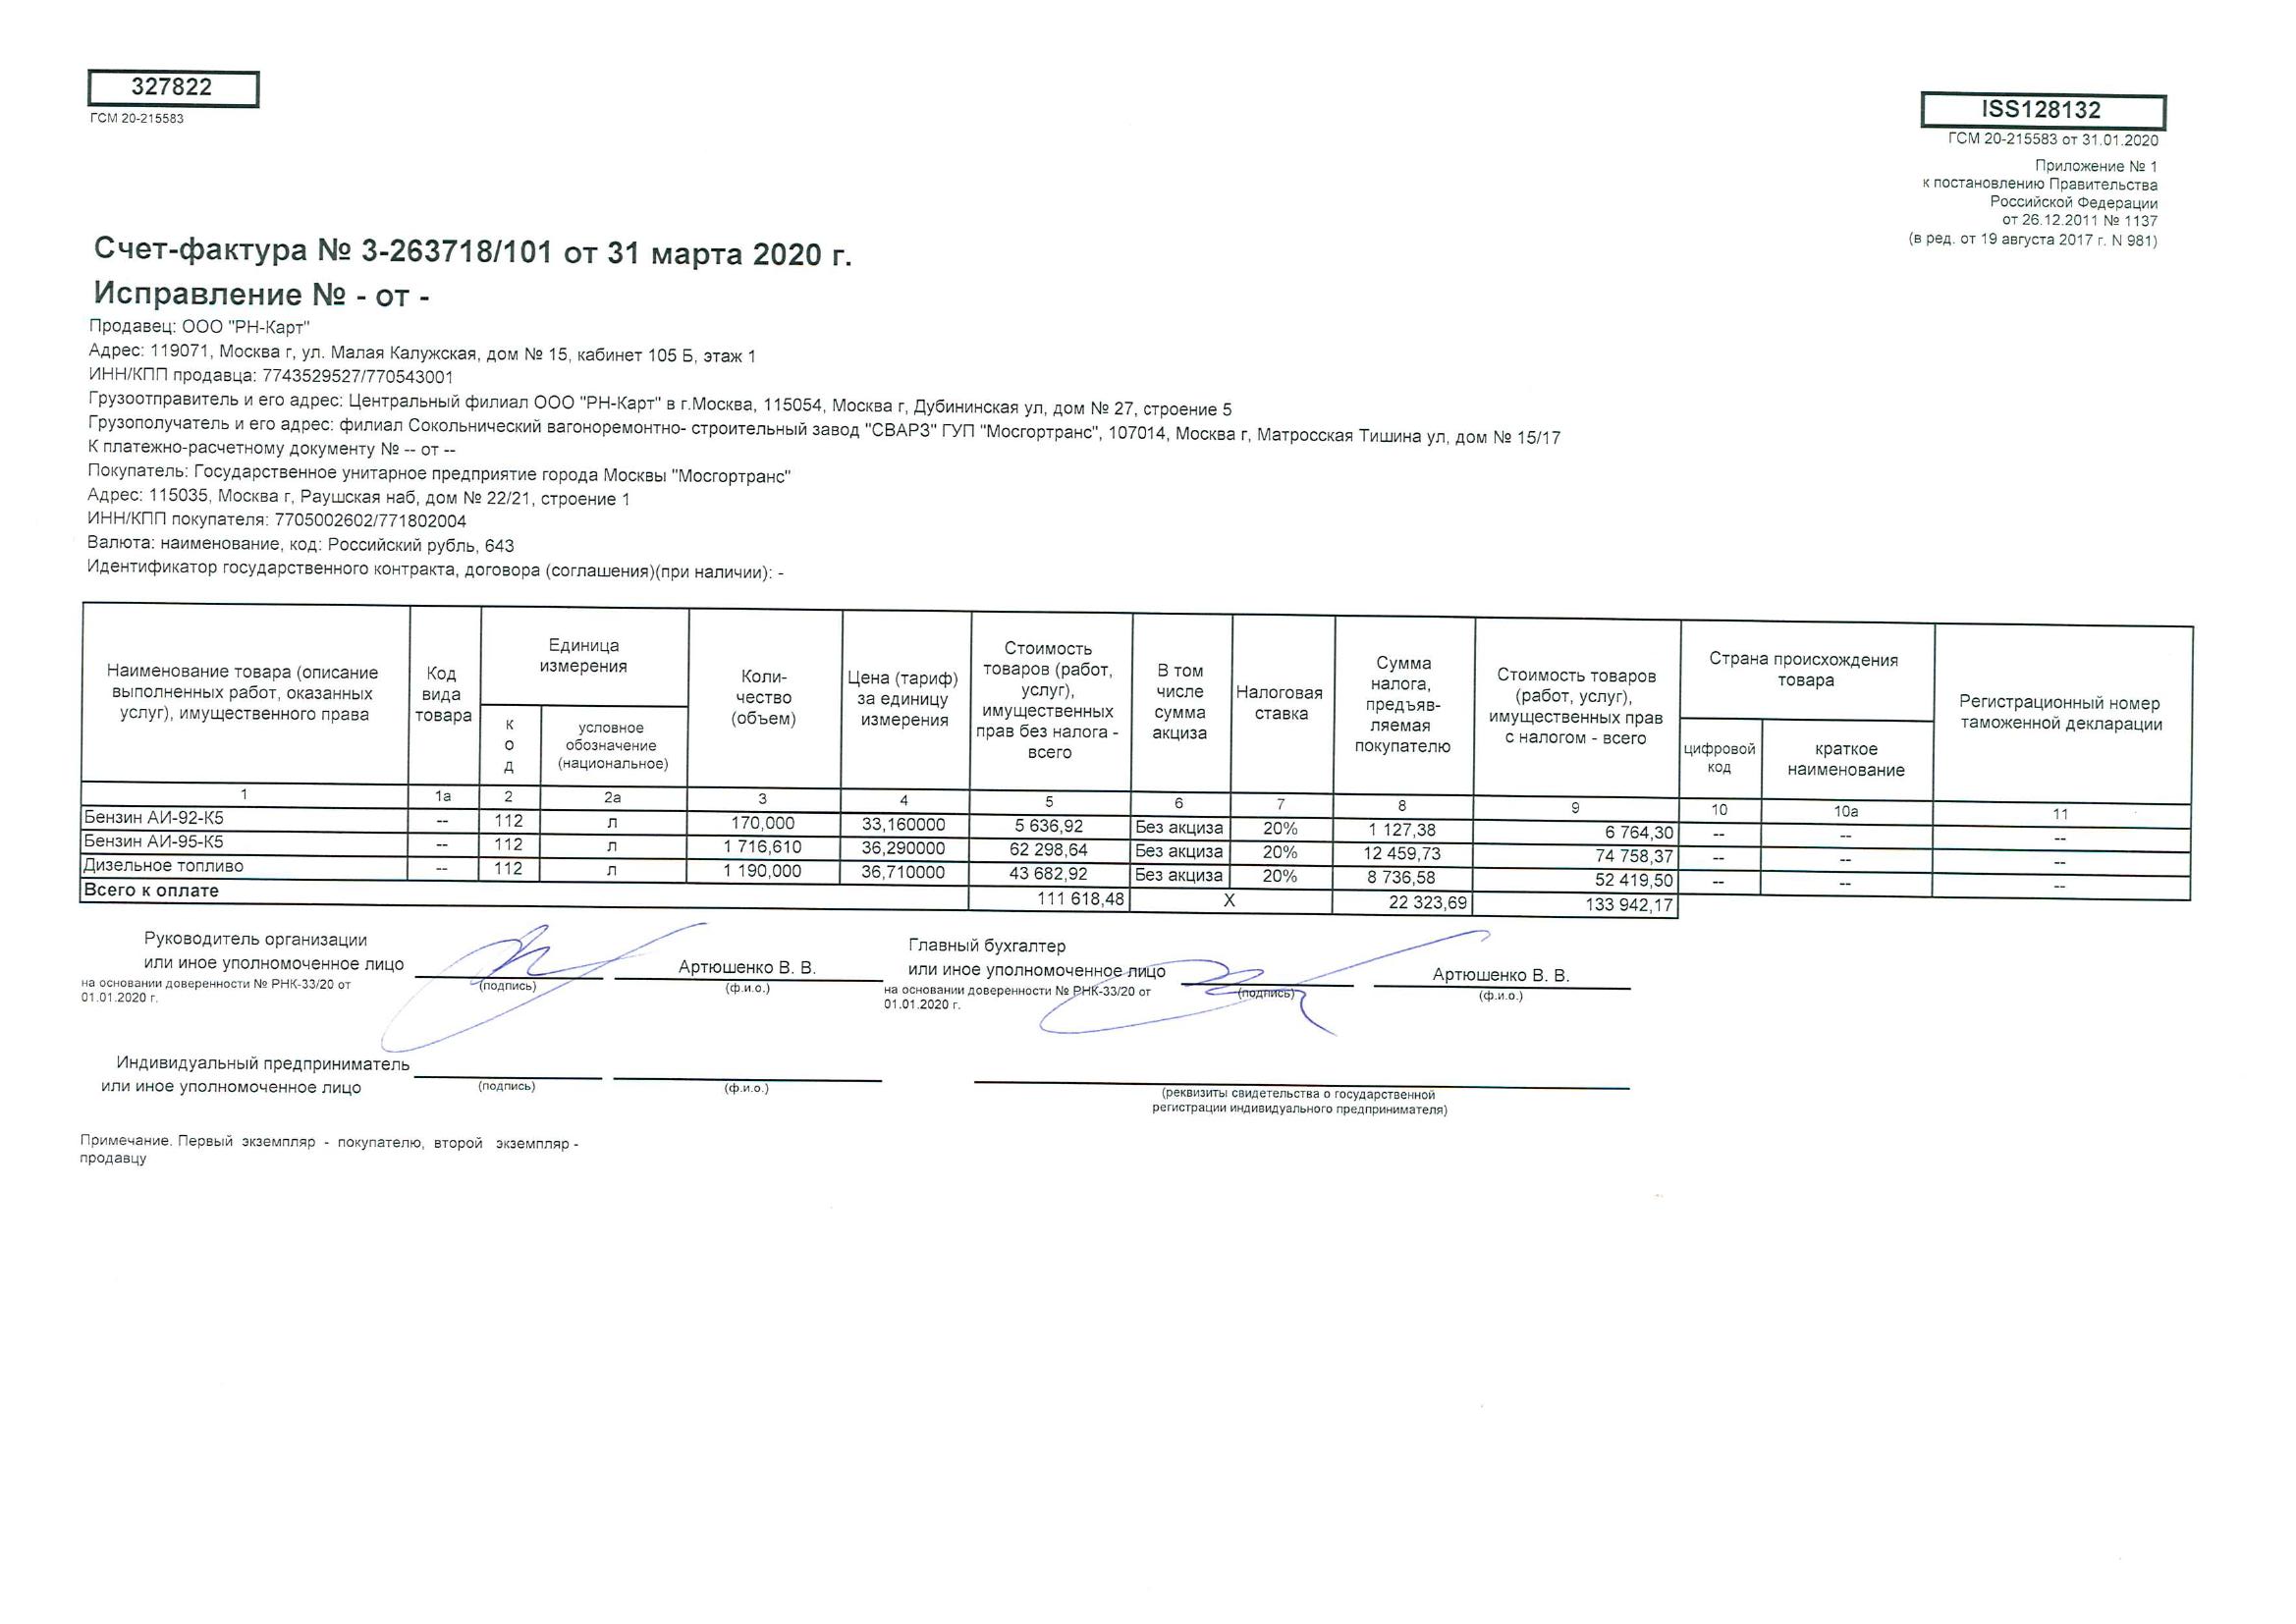 327822
ГСМ 20-215583
ISS128132
ГСМ 20-215583 от 31.01.2020
Приложение № 1
к постановлению Правительства
Российской Федерации
от 26.12.2011 № 1137
(в ред. от 19 августа 2017 г. N 981)
Счет-фактура № 3-263718/101 от 31 марта 2020 г.
Исправление № - от -
Продавец: ООО "РН-Карт"
Адрес: 119071, Москва г, ул. Малая Калужская, дом № 15, кабинет 105 Б, этаж 1
ИНН/КПП продавца: 7743529527/770543001
Грузоотправитель и его адрес: Центральный филиал ООО "РН-Карт" в г.Москва, 115054, Москва г, Дубининская ул, дом № 27, строение 5
Грузополучатель и его адрес: филиал Сокольнический вагоноремонтно- строительный завод "СВАРЗ" ГУП "Мосгортранс", 107014, Москва г, Матросская Тишина ул, дом № 15/17
К платежно-расчетному документу № -- от --
Покупатель: Государственное унитарное предприятие города Москвы "Мосгортранс"
Адрес: 115035, Москва г, Раушская наб, дом № 22/21, строение 1
ИНН/КПП покупателя: 7705002602/771802004
Валюта: наименование, код: Российский рубль, 643
Идентификатор государственного контракта, договора (соглашения)(при наличии): -
Наименование товара (описание
выполненных работ, оказанных
услуг), имущественного права
Код
вида
товара
Единица
измерения
к
о
д
условное
обозначение
(национальное)
Коли-
чество
(объем)
Цена (тариф)
за единицу
измерения
Стоимость
товаров (работ,
услуг),
имущественных
прав без налога -
всего
В том
числе
сумма
акциза
Налоговая
ставка
Сумма
налога,
предъяв-
ляемая
покупателю
Стоимость товаров
(работ, услуг),
имущественных прав
с налогом - всего
Страна происхождения
товара
цифровой
код
краткое
наименование
Регистрационный номер
таможенной декларации
1 1а 2 2а 3 4 5 6 7 8 9 10 10а 11
Бензин АИ-92-К5 -- 112 л 170,000 33,160000 5 636,92 Без акциза 20% 1 127,38 6 764,30 -- -- --
Бензин АИ-95-К5 -- 112 л 1 716,610 36,290000 62 298,64 Без акциза 20% 12 459,73 74 758,37 -- -- --
Дизельное топливо -- 112 л 1 190,000 36,710000 43 682,92 Без акциза 20% 8 736,58 52 419,50 -- -- --
Всего к оплате 111 618,48 Х 22 323,69 133 942,17
Руководитель организации
или иное уполномоченное лицо
на основании доверенности № РНК-33/20 от
01.01.2020 г.
(подпись)
Артюшенко В. В.
(ф.и.о.)
Главный бухгалтер
или иное уполномоченное лицо
на основании доверенности № РНК-33/20 от
01.01.2020 г.
(подпись)
Артюшенко В. В.
(ф.и.о.)
Индивидуальный предприниматель
или иное уполномоченное лицо
(подпись)
(ф.и.о.)
(реквизиты свидетельства о государственной
регистрации индивидуального предпринимателя)
Примечание. Первый экземпляр - покупателю, второй экземпляр -
продавцу